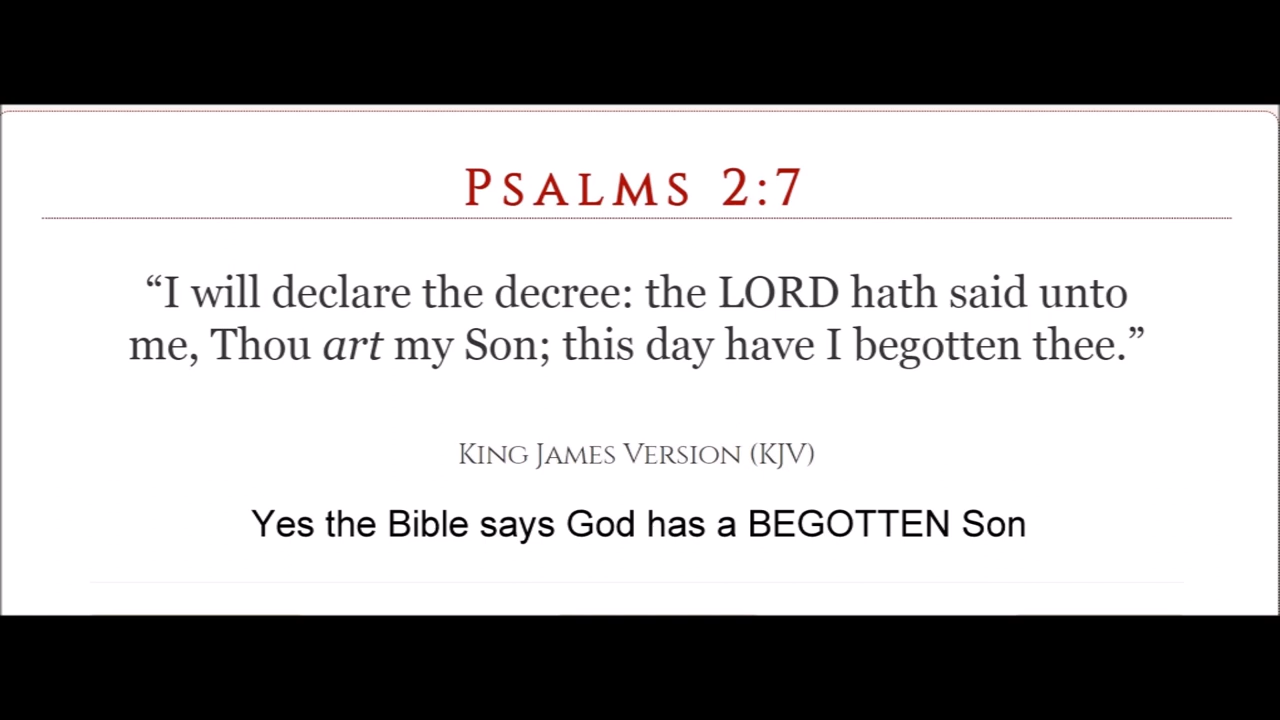 PSALMS 2:7
“I will declare the decree: the LORD hath said unto
me, Thou art my Son; this day have I begotten thee.”
KING JAMES VERSION (KJV)
Yes the Bible says God has a BEGOTTEN Son